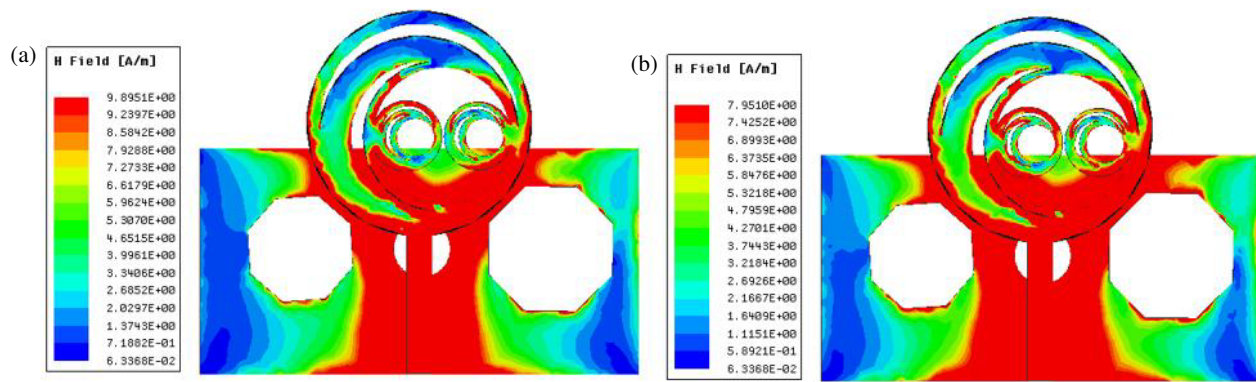 (a)
H Field [A/m]
9.8951E+00
9.2397E+00
8.5842E+00
7.9288E+00
7.2733E+00
6.6179E+00
5.9624E+00
5.3070E+00
4.6515E+00
3.9961E+00
3.3406E+00
2.6852E+00
2.0297E+00
1.3743E+00
7.1882E-01
6.3368E-02
(b)
H Field [A/m]
7.9510E+00
7.4252E+00
6.8993E+00
6.3735E+00
5.8476E+00
5.3218E+00
4.7959E+00
4.2701E+00
3.7443E+00
3.2184E+00
2.6926E+00
2.1667E+00
1.6409E+00
1.1151E+00
5.8921E-01
6.3368E-02